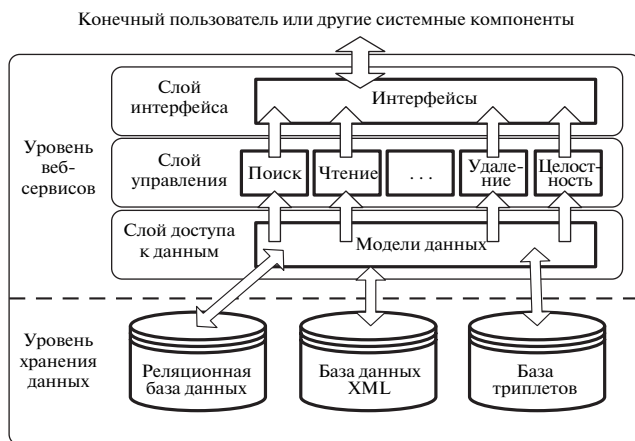 Конечный пользователь или другие системные компоненты
Слой
интерфейса
Интерфейсы
Уровень
веб-
сервисов
Слой
управления
Поиск
Чтение
. . .
Удале-
ние
Целост-
ность
Слой доступа
к данным
Модели данных
Уровень
хранения
данных
Реляционная
база данных
База данных
XML
База
триплетов